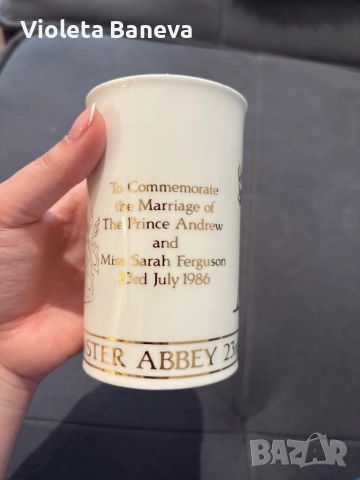 Violeta Baneva
To Commemorate
the Marriage of
The Prince Andrew
and
Miss Sarah Ferguson
23rd July 1986
STER ABBEY 23
BAZAR